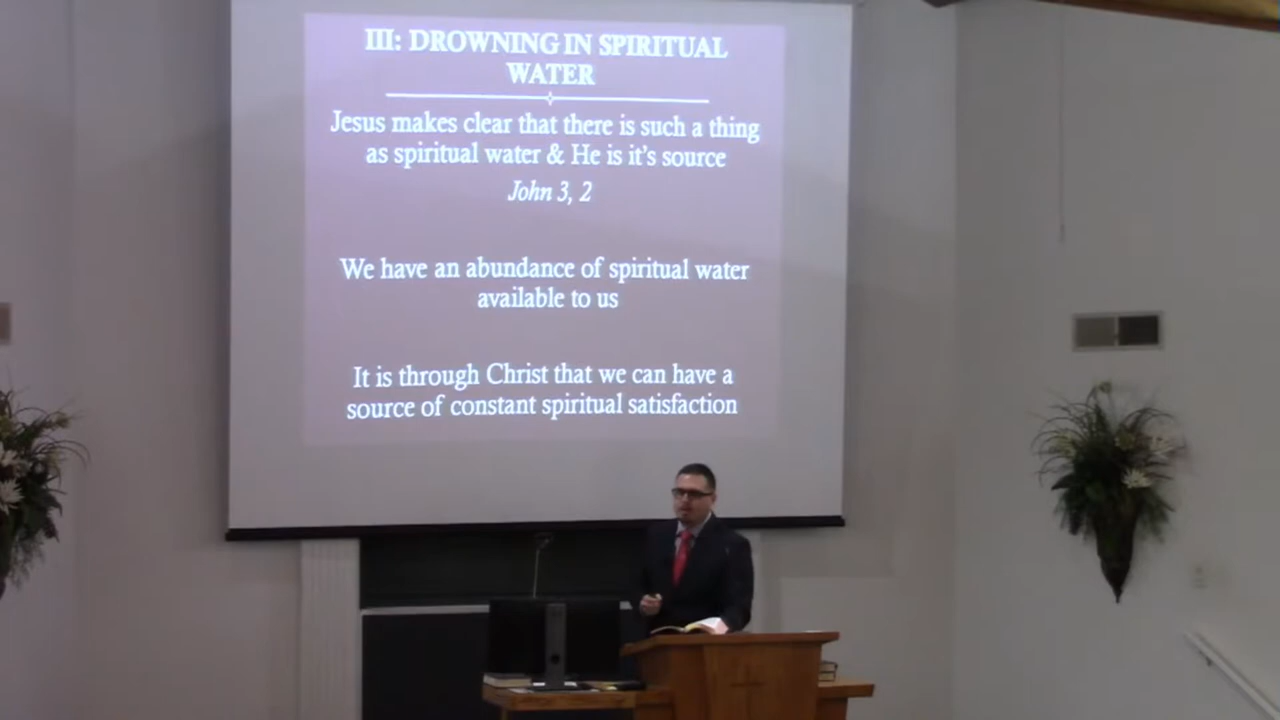 III: DROWNING IN SPIRITUAL
WATER
Jesus makes clear that there is such a thing
as spiritual water & He is it's source
John 3, 2
We have an abundance of spiritual water
available to us
It is through Christ that we can have a
source of constant spiritual satisfaction